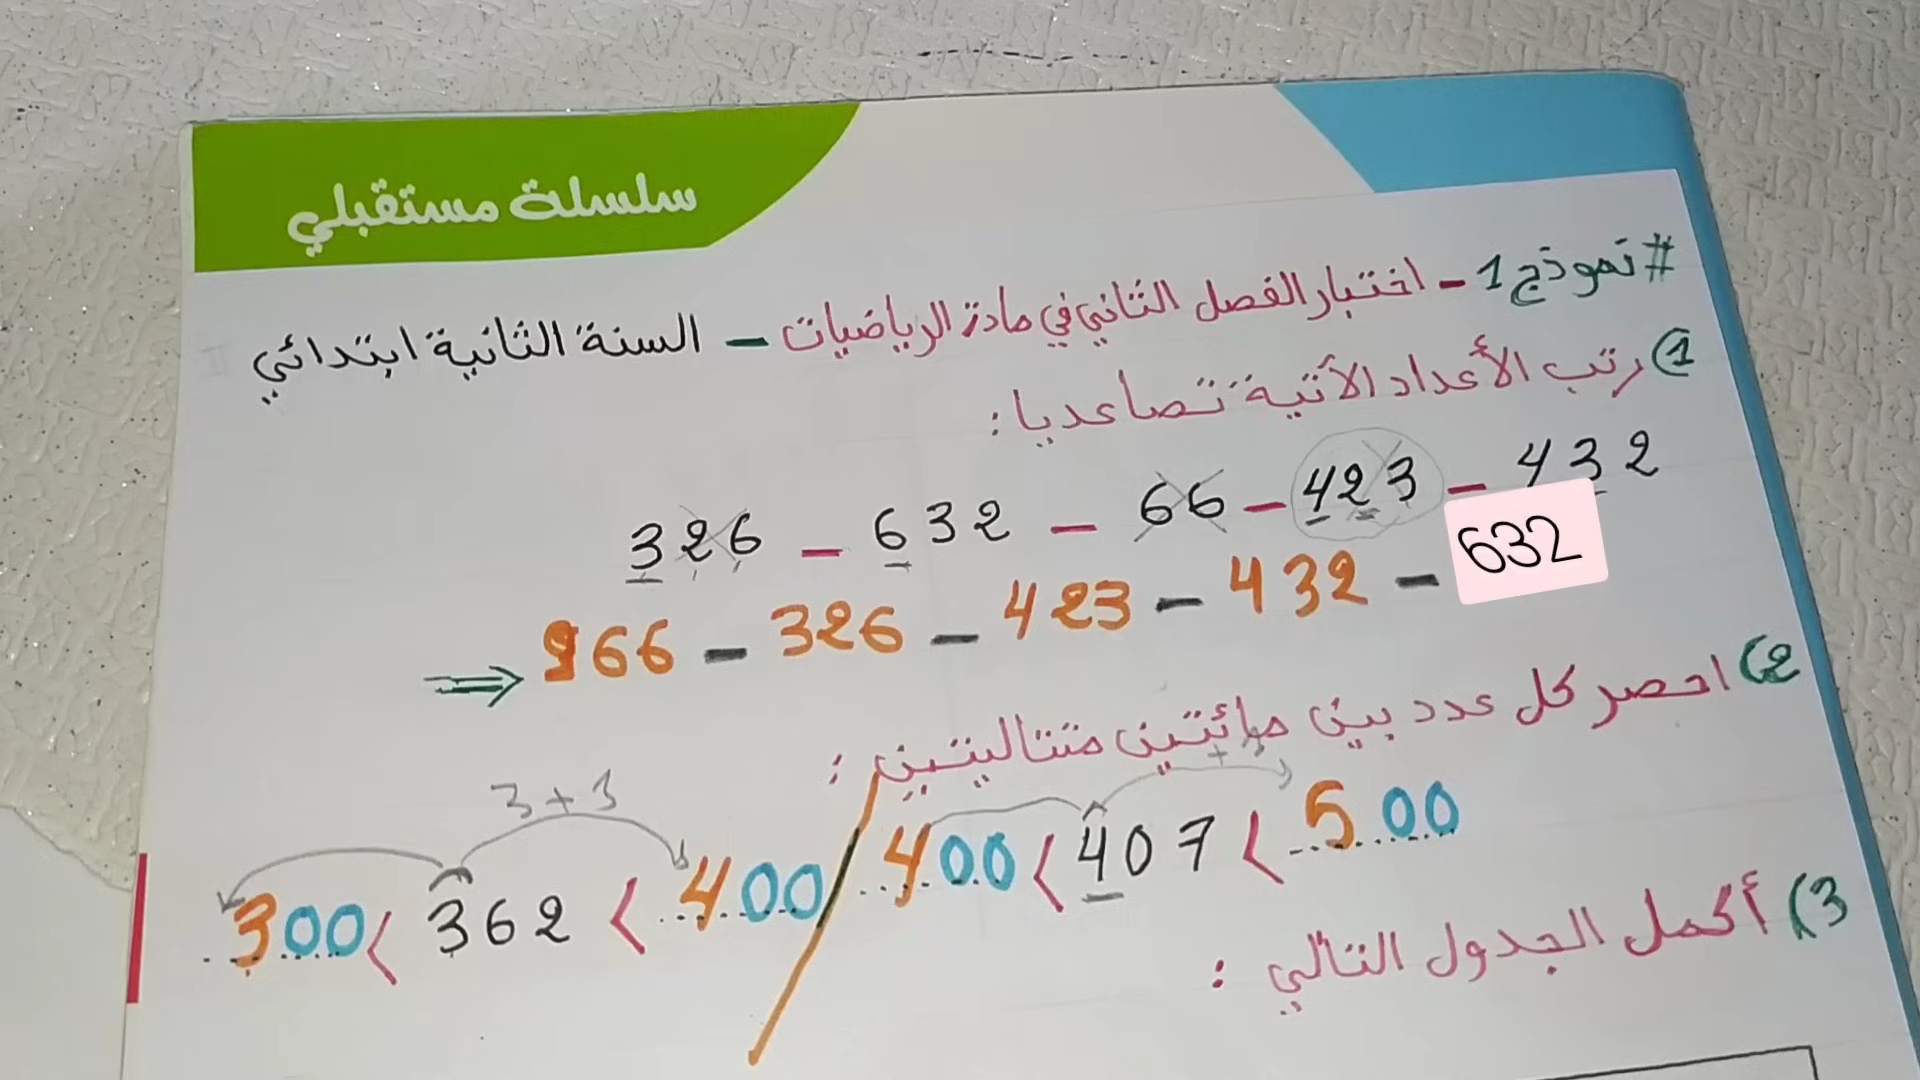 سلسلة مستقبلي
# نموذج 1 - اختبار الفصل الثاني في مادة الرياضيات - السنة الثانية ابتدائي
1) رتب الأعداد الآتية تصاعديا :
326 - 632 - 66 - 423 - 432
⇒ 66 - 326 - 423 - 432 - 632
2) احصر كل عدد بين مائتين متتاليتين :
3 + 3
300 < 362 < 400 / 400 < 407 < 500
3) أكمل الجدول التالي :